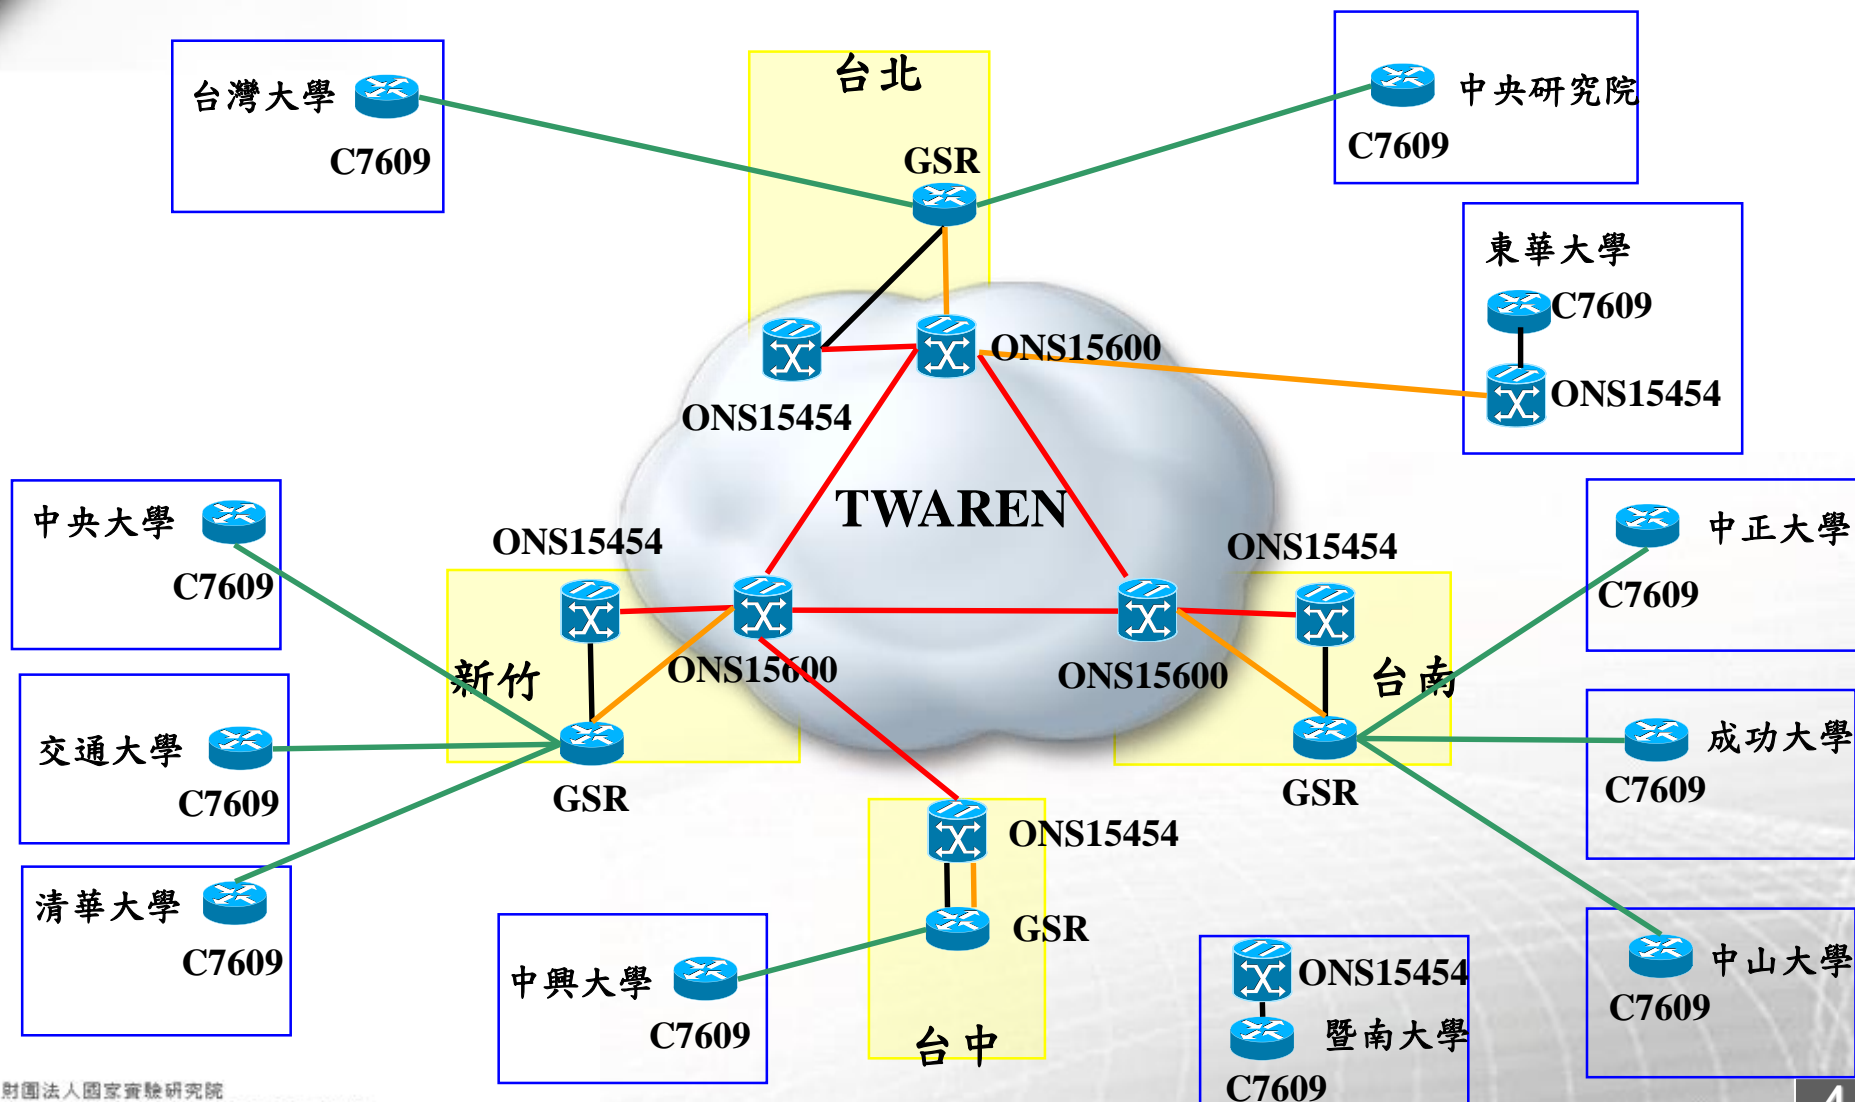 台北
台灣大學
C7609
GSR
中央研究院
C7609
東華大學
C7609
ONS15600
ONS15454
ONS15454
TWAREN
中央大學
C7609
ONS15454
ONS15454
中正大學
C7609
新竹
ONS15600
ONS15600
台南
交通大學
C7609
GSR
GSR
成功大學
C7609
ONS15454
清華大學
C7609
中興大學
C7609
GSR
台中
ONS15454
暨南大學
C7609
中山大學
C7609
財團法人國家實驗研究院
4